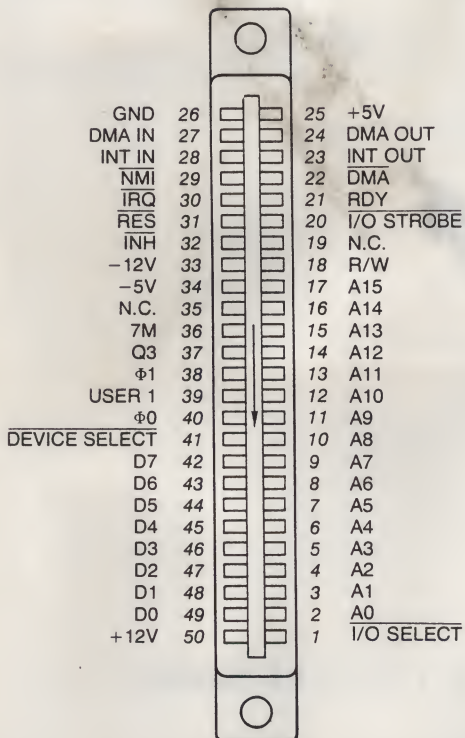 GND 26 25 +5V
DMA IN 27 24 DMA OUT
INT IN 28 23 INT OUT
NMI 29 22 DMA
IRQ 30 21 RDY
RES 31 20 I/O STROBE
INH 32 19 N.C.
−12V 33 18 R/W
−5V 34 17 A15
N.C. 35 16 A14
7M 36 15 A13
Q3 37 14 A12
Φ1 38 13 A11
USER 1 39 12 A10
Φ0 40 11 A9
DEVICE SELECT 41 10 A8
D7 42 9 A7
D6 43 8 A6
D5 44 7 A5
D4 45 6 A4
D3 46 5 A3
D2 47 4 A2
D1 48 3 A1
D0 49 2 A0
+12V 50 1 I/O SELECT